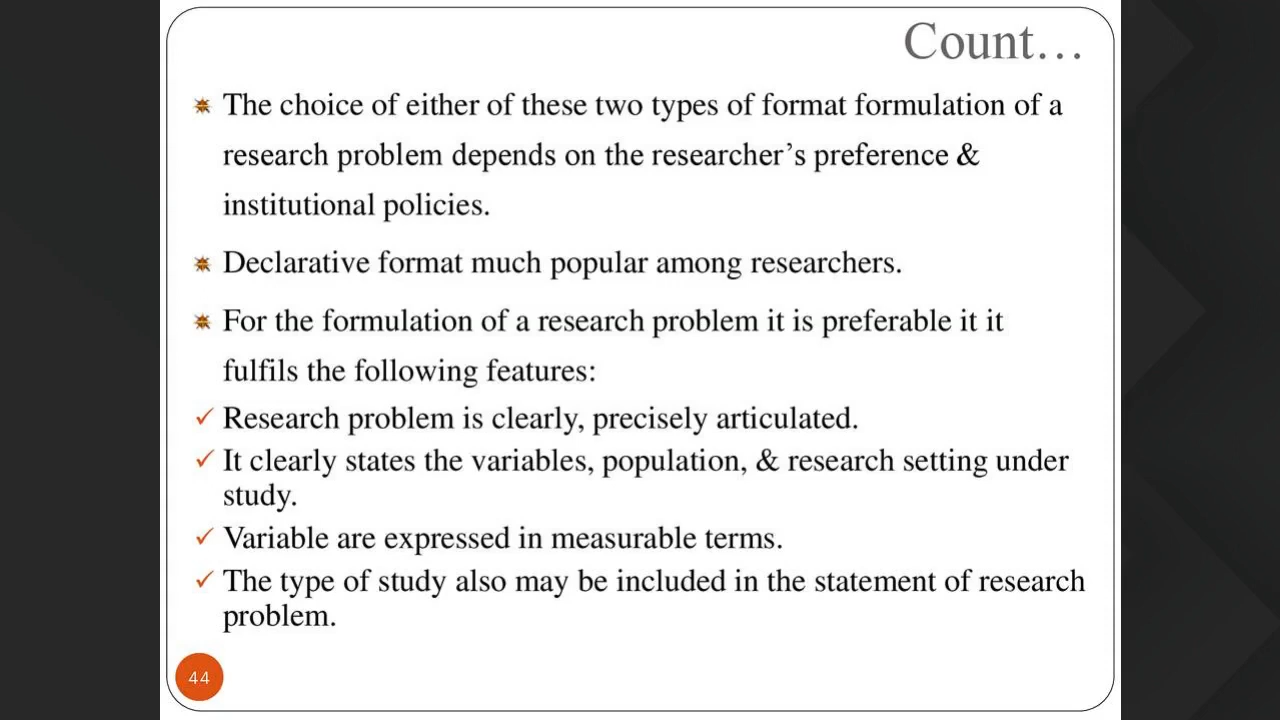 Count…
The choice of either of these two types of format formulation of a
research problem depends on the researcher’s preference &
institutional policies.
Declarative format much popular among researchers.
For the formulation of a research problem it is preferable it it
fulfils the following features:
Research problem is clearly, precisely articulated.
It clearly states the variables, population, & research setting under
study.
Variable are expressed in measurable terms.
The type of study also may be included in the statement of research
problem.
44